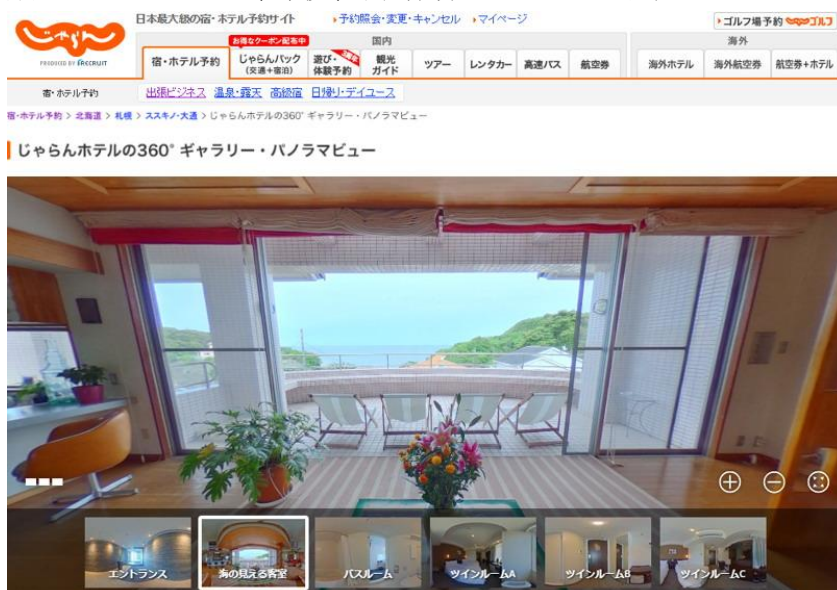 じゃらん
PRODUCED BY RECRUIT
日本最大級の宿・ホテル予約サイト
予約照会・変更・キャンセル
マイページ
ゴルフ場予約
じゃらんゴルフ
お得なクーポン配布中
国内
海外
宿・ホテル予約
じゃらんパック
(交通+宿泊)
遊び・
体験予約
観光
ガイド
ツアー
レンタカー
高速バス
航空券
海外ホテル
海外航空券
航空券+ホテル
宿・ホテル予約
出張ビジネス 温泉・露天 高級宿 日帰り・デイユース
宿・ホテル予約 > 北海道 > 札幌 > ススキノ・大通 > じゃらんホテルの360° ギャラリー・パノラマビュー
じゃらんホテルの360° ギャラリー・パノラマビュー
エントランス
海の見える客室
バスルーム
ツインルームA
ツインルームB
ツインルームC